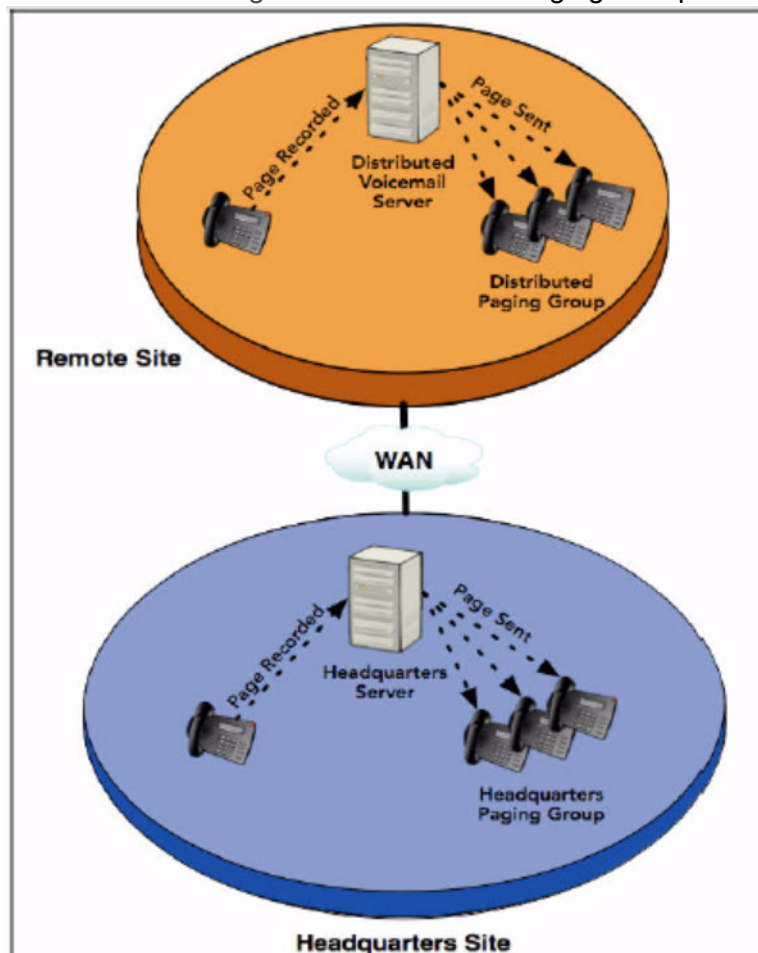 Page Recorded
Page Sent
Distributed
Voicemail
Server
Distributed
Paging Group
Remote Site
WAN
Page Recorded
Page Sent
Headquarters
Server
Headquarters
Paging Group
Headquarters Site